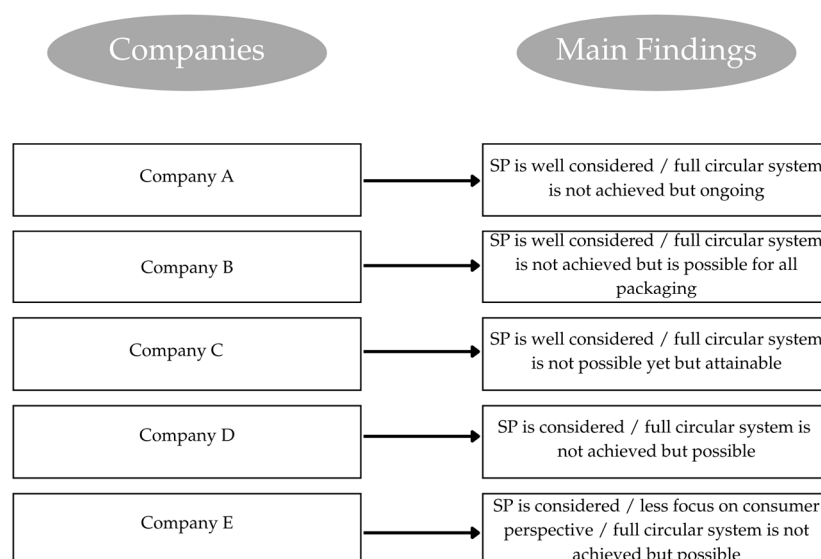 Companies
Main Findings
Company A
SP is well considered / full circular system
is not achieved but ongoing
Company B
SP is well considered / full circular system
is not achieved but is possible for all
packaging
Company C
SP is well considered / full circular system
is not possible yet but attainable
Company D
SP is considered / full circular system is
not achieved but possible
Company E
SP is considered / less focus on consumer
perspective / full circular system is not
achieved but possible